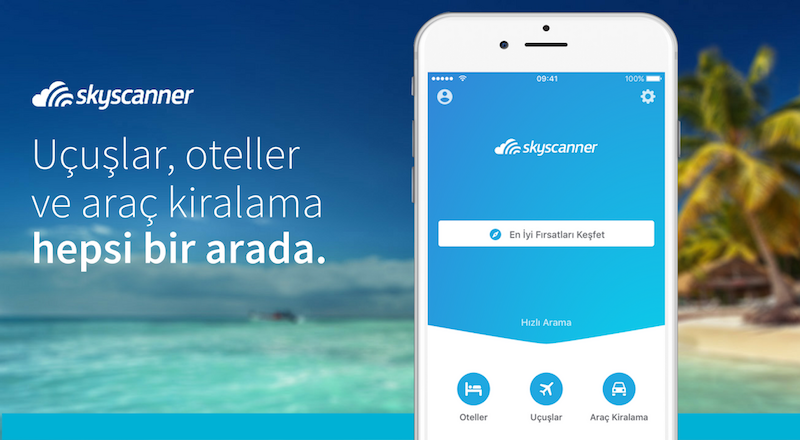 skyscanner
Uçuşlar, oteller
ve araç kiralama
hepsi bir arada.
09:41
100%
skyscanner
En İyi Fırsatları Keşfet
Hızlı Arama
Oteller
Uçuşlar
Araç Kiralama